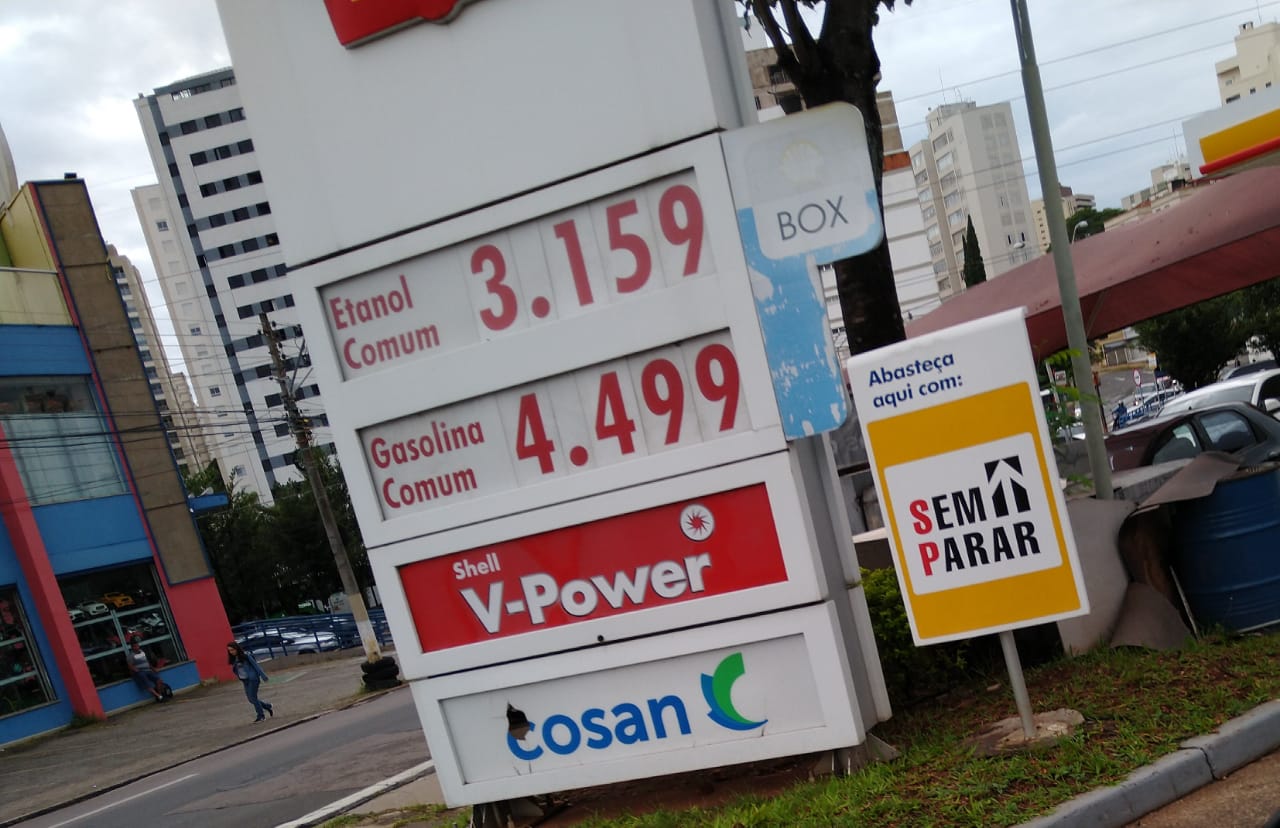 Etanol
Comum
3.159
Gasolina
Comum
4.499
Shell
V-Power
cosan
BOX
Abasteça
aqui com:
SEM
PARAR